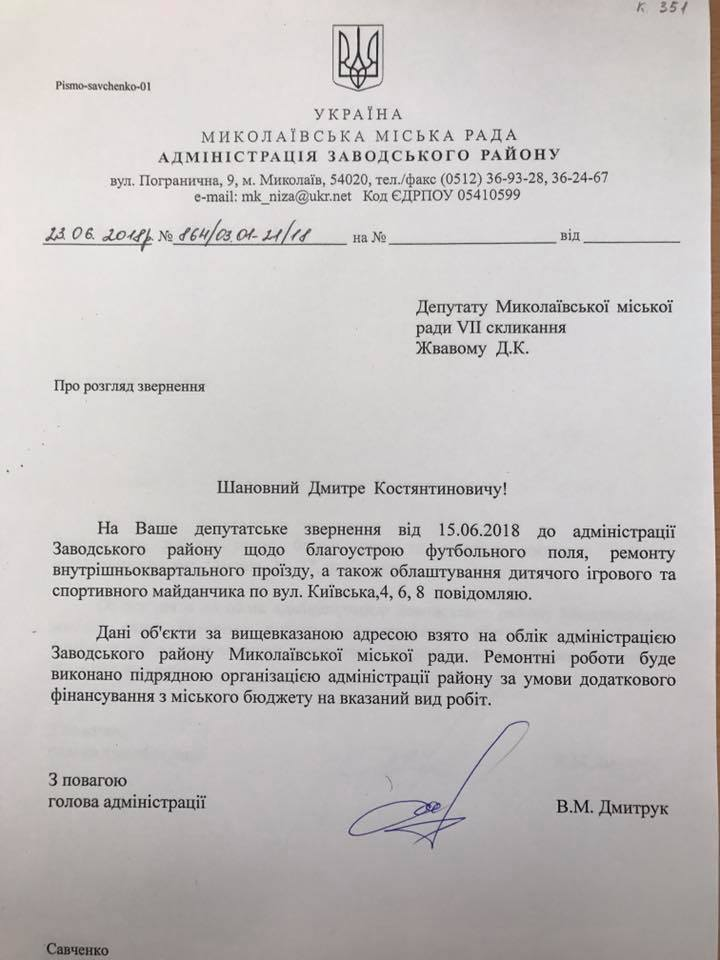 к. 351
Pismo-savchenko-01
УКРАЇНА
МИКОЛАЇВСЬКА МІСЬКА РАДА
АДМІНІСТРАЦІЯ ЗАВОДСЬКОГО РАЙОНУ
вул. Погранична, 9, м. Миколаїв, 54020, тел./факс (0512) 36-93-28, 36-24-67
e-mail: mk_niza@ukr.net Код ЄДРПОУ 05410599
23.06. 2018р. № 864/03.01-21/18 на № ____________ від ____________
Депутату Миколаївської міської
ради VII скликання
Жвавому Д.К.
Про розгляд звернення
Шановний Дмитре Костянтиновичу!
На Ваше депутатське звернення від 15.06.2018 до адміністрації
Заводського району щодо благоустрою футбольного поля, ремонту
внутрішньоквартального проїзду, а також облаштування дитячого ігрового та
спортивного майданчика по вул. Київська,4, 6, 8 повідомляю.
Дані об'єкти за вищевказаною адресою взято на облік адміністрацією
Заводського району Миколаївської міської ради. Ремонтні роботи буде
виконано підрядною організацією адміністрації району за умови додаткового
фінансування з міського бюджету на вказаний вид робіт.
З повагою
голова адміністрації
В.М. Дмитрук
Савченко